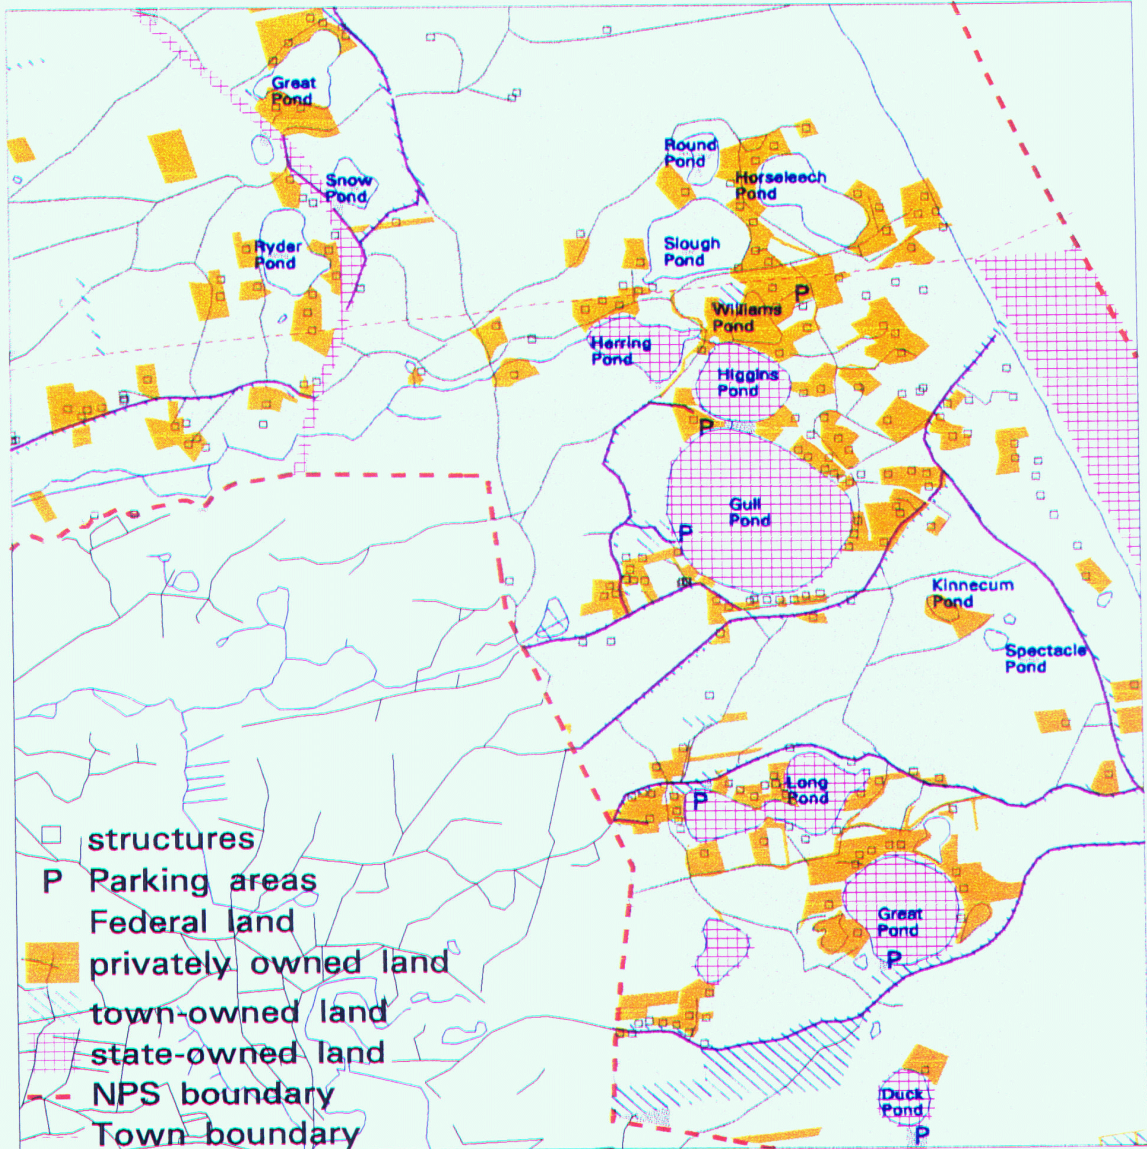 Great
Pond
Snow
Pond
Ryder
Pond
Round
Pond
Horseleech
Pond
Slough
Pond
P
Williams
Pond
Herring
Pond
Higgins
Pond
P
Gull
Pond
P
Kinnecum
Pond
Spectacle
Pond
Long
Pond
P
Great
Pond
P
Duck
Pond
P
structures
P Parking areas
Federal land
privately owned land
town-owned land
state-owned land
NPS boundary
Town boundary